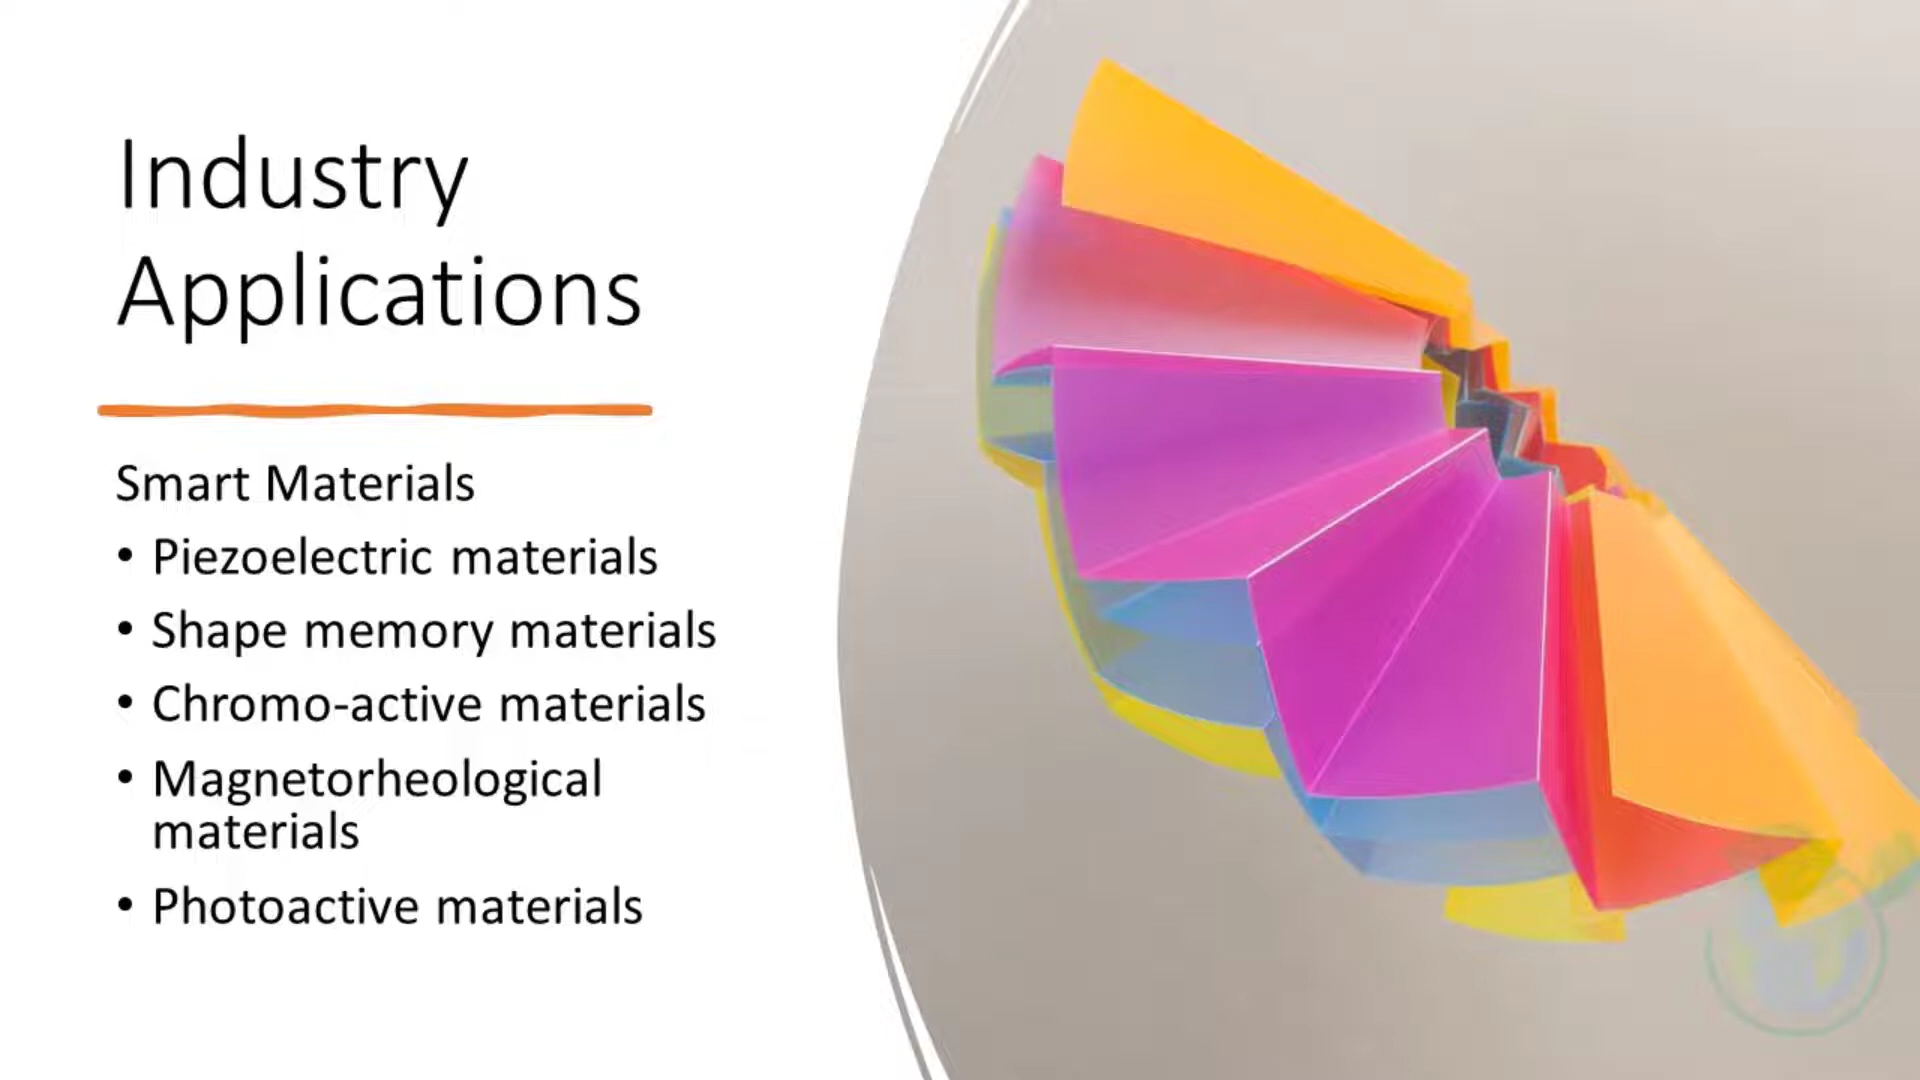 Industry
Applications
Smart Materials
• Piezoelectric materials
• Shape memory materials
• Chromo-active materials
• Magnetorheological
materials
• Photoactive materials